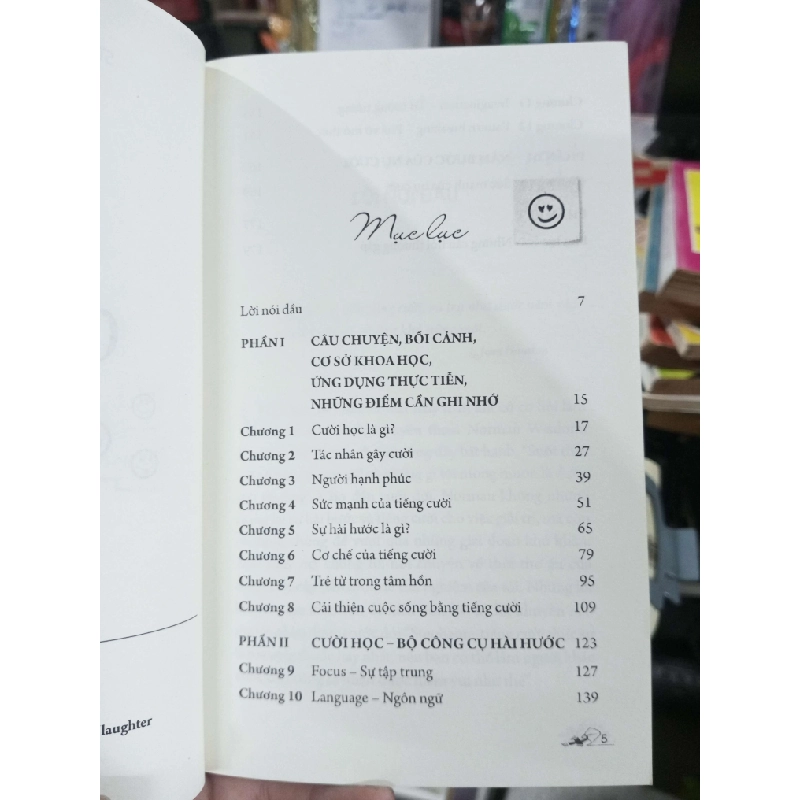 Mục lục
Lời nói đầu 7
PHẦN I CÂU CHUYỆN, BỐI CẢNH,
CƠ SỞ KHOA HỌC,
ỨNG DỤNG THỰC TIỄN,
NHỮNG ĐIỂM CẦN GHI NHỚ 15
Chương 1 Cười học là gì? 17
Chương 2 Tác nhân gây cười 27
Chương 3 Người hạnh phúc 39
Chương 4 Sức mạnh của tiếng cười 51
Chương 5 Sự hài hước là gì? 65
Chương 6 Cơ chế của tiếng cười 79
Chương 7 Trẻ từ trong tâm hồn 95
Chương 8 Cải thiện cuộc sống bằng tiếng cười 109
PHẦN II CƯỜI HỌC – BỘ CÔNG CỤ HÀI HƯỚC 123
Chương 9 Focus – Sự tập trung 127
Chương 10 Language – Ngôn ngữ 139
laughter
5